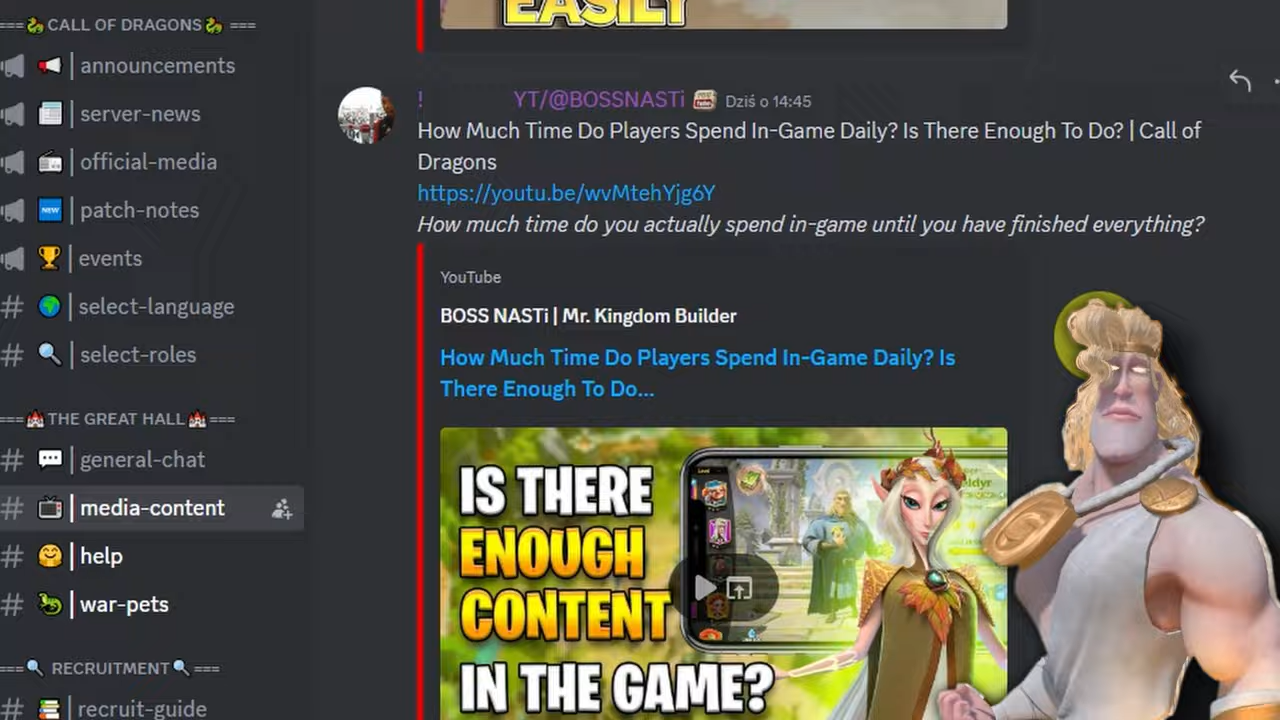 ===🐉CALL OF DRAGONS🐉===
announcements
server-news
official-media
NEW
patch-notes
events
select-language
select-roles
===🏰THE GREAT HALL🏰===
general-chat
media-content
help
war-pets
===🔍 RECRUITMENT🔍===
recruit-guide
EASILY
! YT/@BOSSNASTi Dziś o 14:45
How Much Time Do Players Spend In-Game Daily? Is There Enough To Do? | Call of
Dragons
https://youtu.be/wvMtehYjg6Y
How much time do you actually spend in-game until you have finished everything?
YouTube
BOSS NASTi | Mr. Kingdom Builder
How Much Time Do Players Spend In-Game Daily? Is
There Enough To Do...
IS THERE
ENOUGH
CONTENT
IN THE GAME?